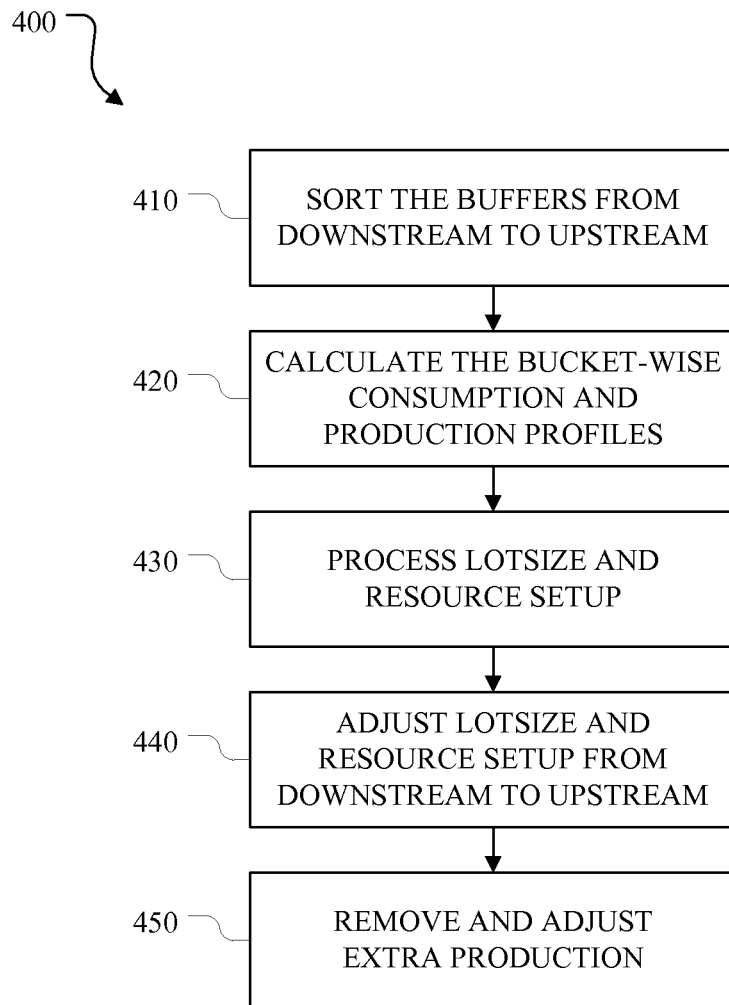 400
410
SORT THE BUFFERS FROM
DOWNSTREAM TO UPSTREAM
420
CALCULATE THE BUCKET-WISE
CONSUMPTION AND
PRODUCTION PROFILES
430
PROCESS LOTSIZE AND
RESOURCE SETUP
440
ADJUST LOTSIZE AND
RESOURCE SETUP FROM
DOWNSTREAM TO UPSTREAM
450
REMOVE AND ADJUST
EXTRA PRODUCTION